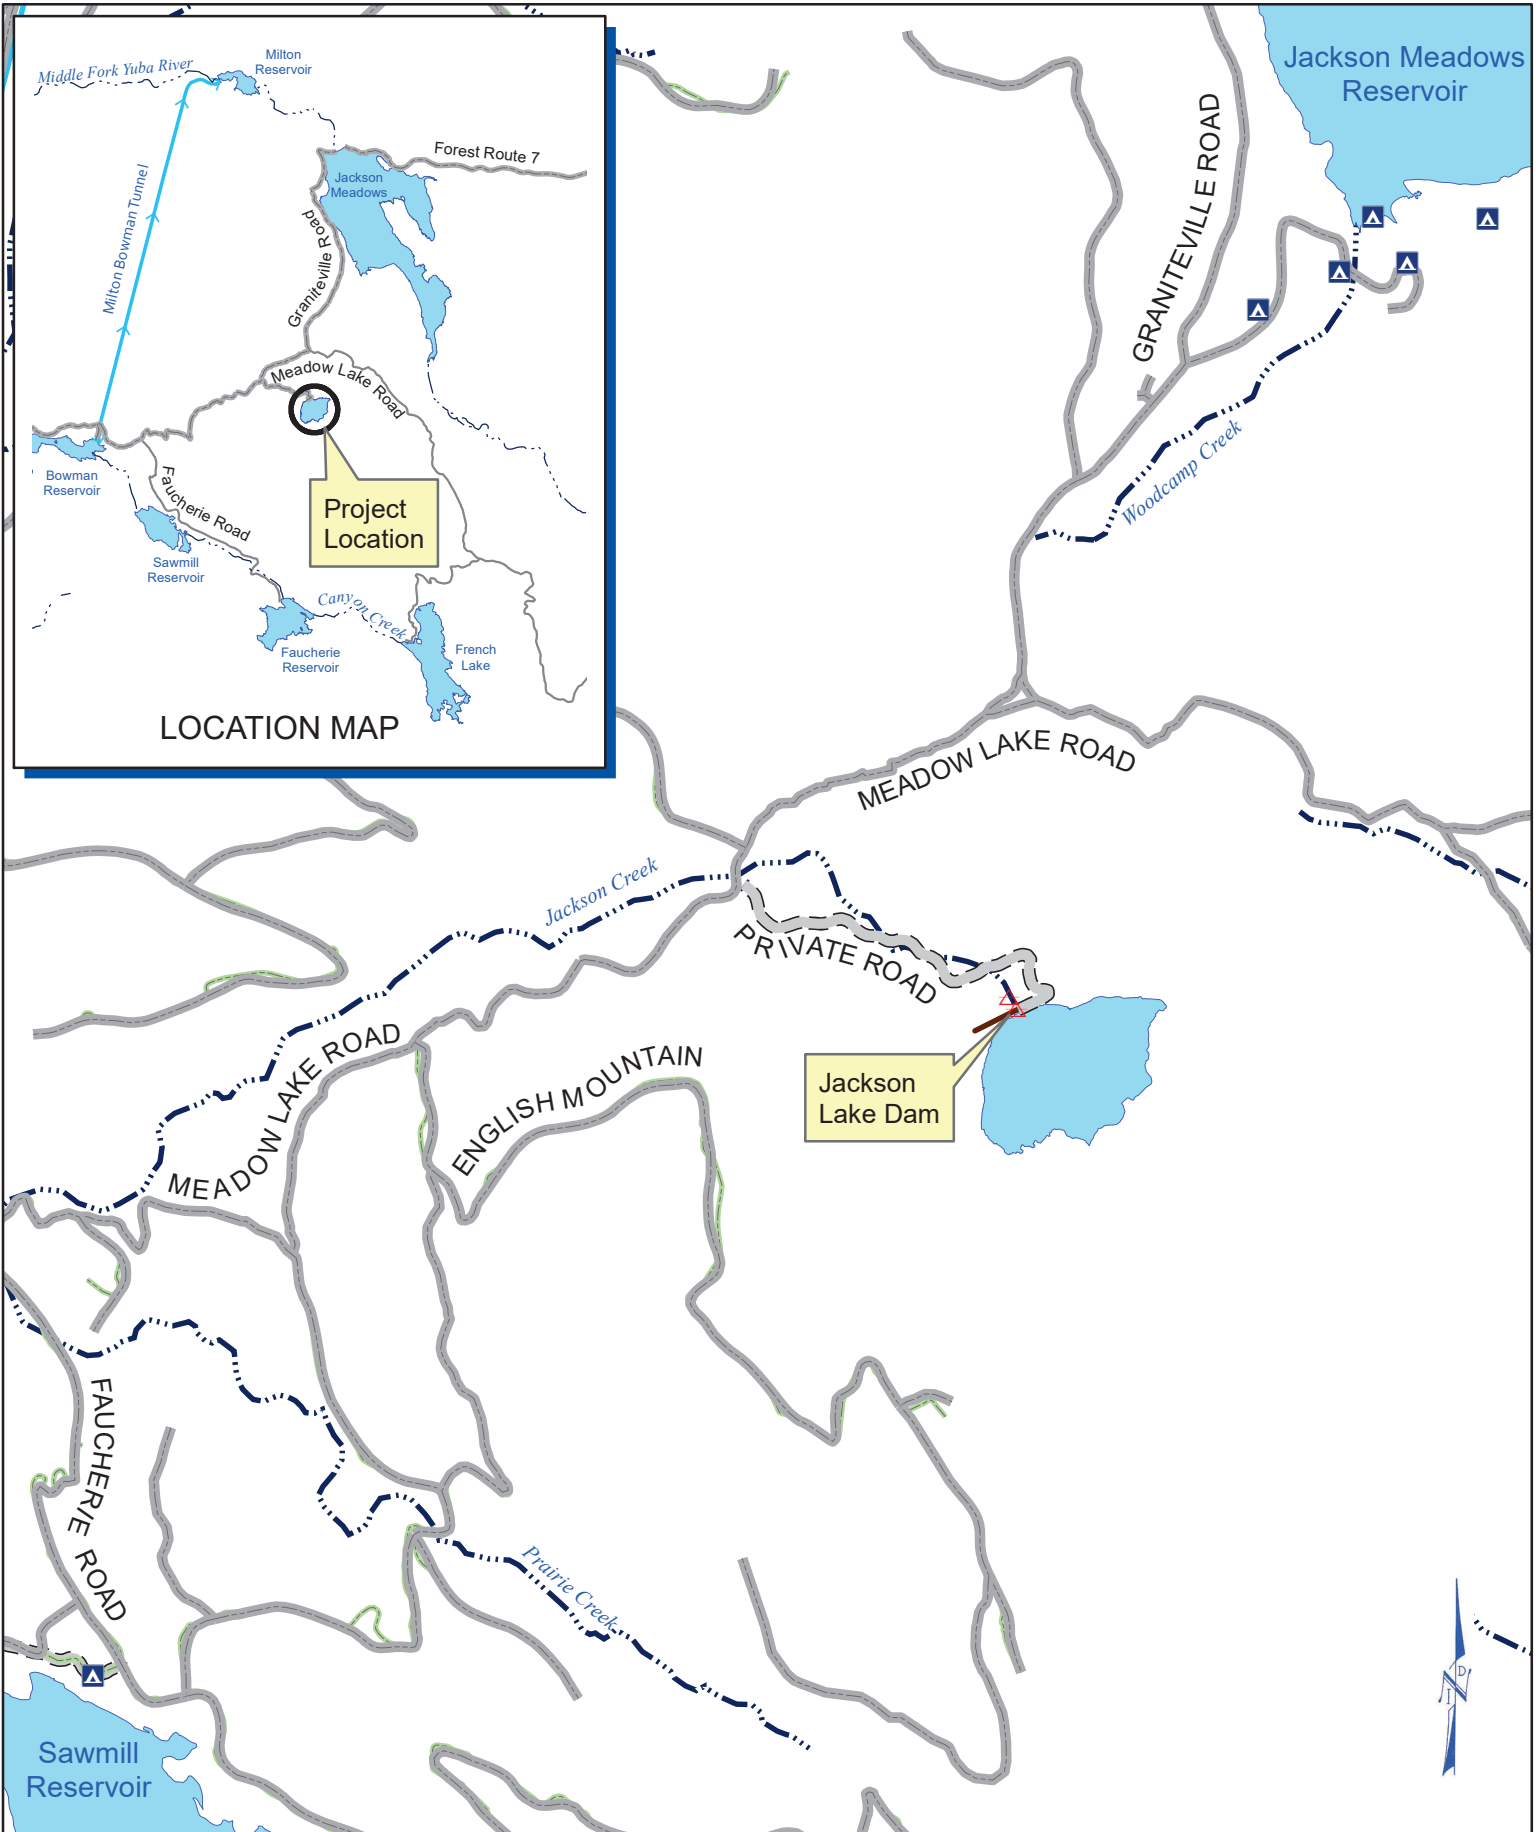 Middle Fork Yuba River
Milton
Reservoir
Forest Route 7
Jackson
Meadows
Milton Bowman Tunnel
Graniteville Road
Meadow Lake Road
Bowman
Reservoir
Faucherie Road
Project
Location
Sawmill
Reservoir
Canyon Creek
Faucherie
Reservoir
French
Lake
LOCATION MAP
Jackson Meadows
Reservoir
GRANITEVILLE ROAD
Woodcamp Creek
MEADOW LAKE ROAD
Jackson Creek
PRIVATE ROAD
MEADOW LAKE ROAD
ENGLISH MOUNTAIN
Jackson
Lake Dam
FAUCHERIE ROAD
Prairie Creek
Sawmill
Reservoir
N
I
D